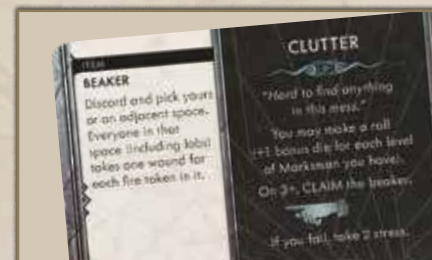 ITEM
BEAKER
Discard and pick yours
or an adjacent space.
Everyone in that
space (including lobs)
takes one wound for
each fire token in it.
CLUTTER
"Hard to find anything
in this mess."
You may make a roll
(+1 bonus die for each level
of Marksman you have).
On 3+, CLAIM the beaker.
If you fail, take 2 stress.